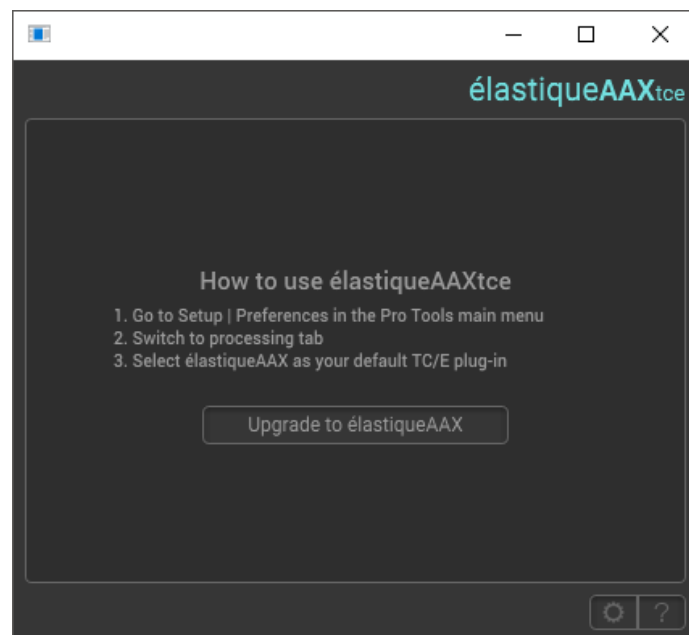 élastiqueAAXtce
How to use élastiqueAAXtce
1. Go to Setup | Preferences in the Pro Tools main menu
2. Switch to processing tab
3. Select élastiqueAAX as your default TC/E plug-in
Upgrade to élastiqueAAX
?